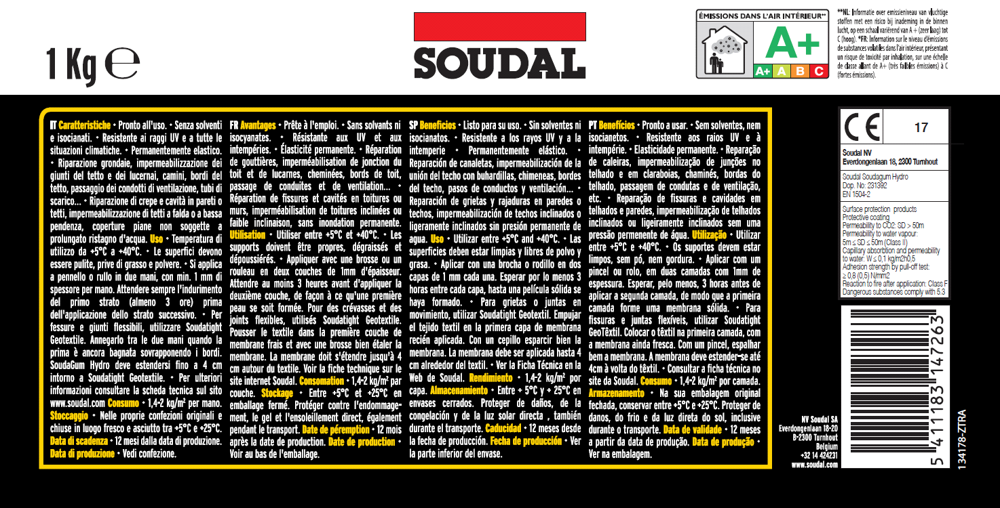 1 Kg ℮
SOUDAL
ÉMISSIONS DANS L'AIR INTÉRIEUR**
A+
A+ A B C
**NL: Informatie over emissieniveau van vluchtige
stoffen met een risico bij inademing in de binnen
lucht, op een schaal variërend van A + (zeer laag) tot
C (hoog). *FR: Information sur le niveau d'émissions
de substances volatiles dans l'air intérieur, présentant
un risque de toxicité par inhalation, sur une échelle
de classe allant de A+ (très faibles émissions) à C
(fortes émissions).
IT Caratteristiche • Pronto all'uso. • Senza solventi
e isocianati. • Resistente ai raggi UV e a tutte le
situazioni climatiche. • Permanentemente elastico.
• Riparazione grondaie, impermeabilizzazione dei
giunti del tetto e dei lucernai, camini, bordi del
tetto, passaggio dei condotti di ventilazione, tubi di
scarico... • Riparazione di crepe e cavità in pareti o
tetti, impermeabilizzazione di tetti a falda o a bassa
pendenza, coperture piane non soggette a
prolungato ristagno d'acqua. Uso • Temperatura di
utilizzo da +5°C a +40°C. • Le superfici devono
essere pulite, prive di grasso e polvere. • Si applica
a pennello o rullo in due mani, con min. 1 mm di
spessore per mano. Attendere sempre l'indurimento
del primo strato (almeno 3 ore) prima
dell'applicazione dello strato successivo. • Per
fessure e giunti flessibili, utilizzare Soudatight
Geotextile. Annegarlo tra le due mani quando la
prima è ancora bagnata sovrapponendo i bordi.
SoudaGum Hydro deve estendersi fino a 4 cm
intorno a Soudatight Geotextile. • Per ulteriori
informazioni consultare la scheda tecnica sul sito
www.soudal.com Consumo • 1,4-2 kg/m² per mano.
Stoccaggio • Nelle proprie confezioni originali e
chiuse in luogo fresco e asciutto tra +5°C e +25°C.
Data di scadenza • 12 mesi dalla data di produzione.
Data di produzione • Vedi confezione.
FR Avantages • Prête à l'emploi. • Sans solvants ni
isocyanates. • Résistante aux UV et aux
intempéries. • Élasticité permanente. • Réparation
de gouttières, imperméabilisation de jonction du
toit et de lucarnes, cheminées, bords de toit,
passage de conduites et de ventilation... •
Réparation de fissures et cavités en toitures ou
murs, imperméabilisation de toitures inclinées ou
faible inclinaison, sans inondation permanente.
Utilisation • Utiliser entre +5°C et +40°C. • Les
supports doivent être propres, dégraissés et
dépoussiérés. • Appliquer avec une brosse ou un
rouleau en deux couches de 1mm d'épaisseur.
Attendre au moins 3 heures avant d'appliquer la
deuxième couche, de façon à ce qu'une première
peau se soit formée. Pour des crévasses et des
joints flexibles, utilisés Soudatight Geotextile.
Pousser le textile dans la première couche de
membrane frais et avec une brosse bien étaler la
membrane. La membrane doit s'étendre jusqu'à 4
cm autour du textile. Voir la fiche technique sur le
site internet Soudal. Consomation • 1,4-2 kg/m² par
couche. Stockage • Entre +5°C et +25°C en
emballage fermé. Protéger contre l'endommage-
ment, le gel et l'ensoleillement direct, également
pendant le transport. Date de péremption • 12 mois
après la date de production. Date de production •
Voir au bas de l'emballage.
SP Beneficios • Listo para su uso. • Sin solventes ni
isocianatos. • Resistente a los rayos UV y a la
intemperie • Permanentemente elástico. •
Reparación de canaletas, impermeabilización de la
unión del techo con buhardillas, chimeneas, bordes
del techo, pasos de conductos y ventilación... •
Reparación de grietas y rajaduras en paredes o
techos, impermeabilización de techos inclinados o
ligeramente inclinados sin presión permanente de
agua. Uso • Utilizar entre +5°C and +40°C. • Las
superficies deben estar limpias y libres de polvo y
grasa. • Aplicar con una brocha o rodillo en dos
capas de 1 mm cada una. Esperar por lo menos 3
horas entre cada capa, hasta una película sólida se
haya formado. • Para grietas o juntas en
movimiento, utilizar Soudatight Geotextil. Empujar
el tejido textil en la primera capa de membrana
recién aplicada. Con un cepillo esparcir bien la
membrana. La membrana debe ser aplicada hasta 4
cm alrededor del textil. • Ver la Ficha Técnica en la
Web de Soudal. Rendimiento • 1,4-2 kg/m² por
capa. Almacenamiento • Entre + 5°C y + 25°C en
envases cerrados. Proteger de daños, de la
congelación y de la luz solar directa , también
durante el transporte. Caducidad • 12 meses desde
la fecha de producción. Fecha de producción • Ver
la parte inferior del envase.
PT Benefícios • Pronto a usar. • Sem solventes, nem
isocietos. • Resistente aos raios UV e à
intempérie. • Elasticidade permanente. • Reparação
de caleiras, impermeabilização de junções no
telhado e em claraboias, chaminés, bordas do
telhado, passagem de condutas e de ventilação,
etc. • Reparação de fissuras e cavidades em
telhados e paredes, impermeabilização de telhados
inclinados ou ligeiramente inclinados sem uma
pressão permenente de água. Utilização • Utilizar
entre +5°C e +40°C. • Os suportes devem estar
limpos, sem pó, nem gordura. • Aplicar com um
pincel ou rolo, em duas camadas com 1mm de
espessura. Esperar, pelo menos, 3 horas antes de
aplicar a segunda camada, de modo que a primeira
camada forme uma membrana sólida. • Para
fissuras e juntas flexíveis, utilizar Soudatight
GeoTêxtil. Colocar o têxtil na primeira camada, com
a membrana ainda fresca. Com um pincel, espalhar
bem a membrana. A membrana deve estender-se até
4cm à volta do têxtil. • Consultar a ficha técnica no
site da Soudal. Consumo • 1,4-2 kg/m² por camada.
Armazenamento • Na sua embalagem original
fechada, conservar entre +5°C e +25°C. Proteger de
danos, do frio e da luz direta do sol, inclusive
durante o transporte. Data de validade • 12 meses
a partir da data de produção. Data de produção •
Ver na embalagem.
CE 17
Soudal NV
Everdongenlaan 18, 2300 Turnhout
Soudal Soudagum Hydro
Dop. No: 231392
EN 1504-2
Surface protection products
Protective coating
Permeability to CO2: SD > 50m
Permeability to water vapour:
5m ≤ SD ≤ 50m (Class II)
Capillary absorbtion and permeability
to water: W ≤ 0,1 kg/m2h0,5
Adhesion strength by pull-off test:
≥ 0,8 (0,5) N/mm2
Reaction to fire after application: Class F
Dangerous substances comply with 5.3
NV Soudal SA
Everdongenlaan 18-20
B-2300 Turnhout
Belgium
+32 14 424231
www.soudal.com
5 411183 147263
134178-ZTRA